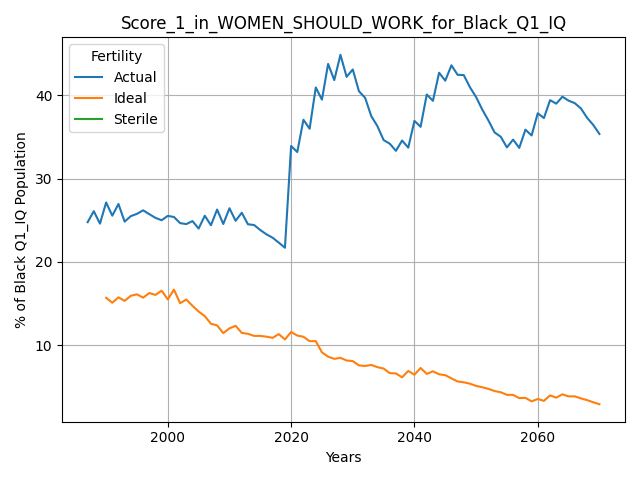 Score_1_in_WOMEN_SHOULD_WORK_for_Black_Q1_IQ
Fertility
Actual
Ideal
Sterile
% of Black Q1_IQ Population
40
30
20
10
2000 2020 2040 2060
Years